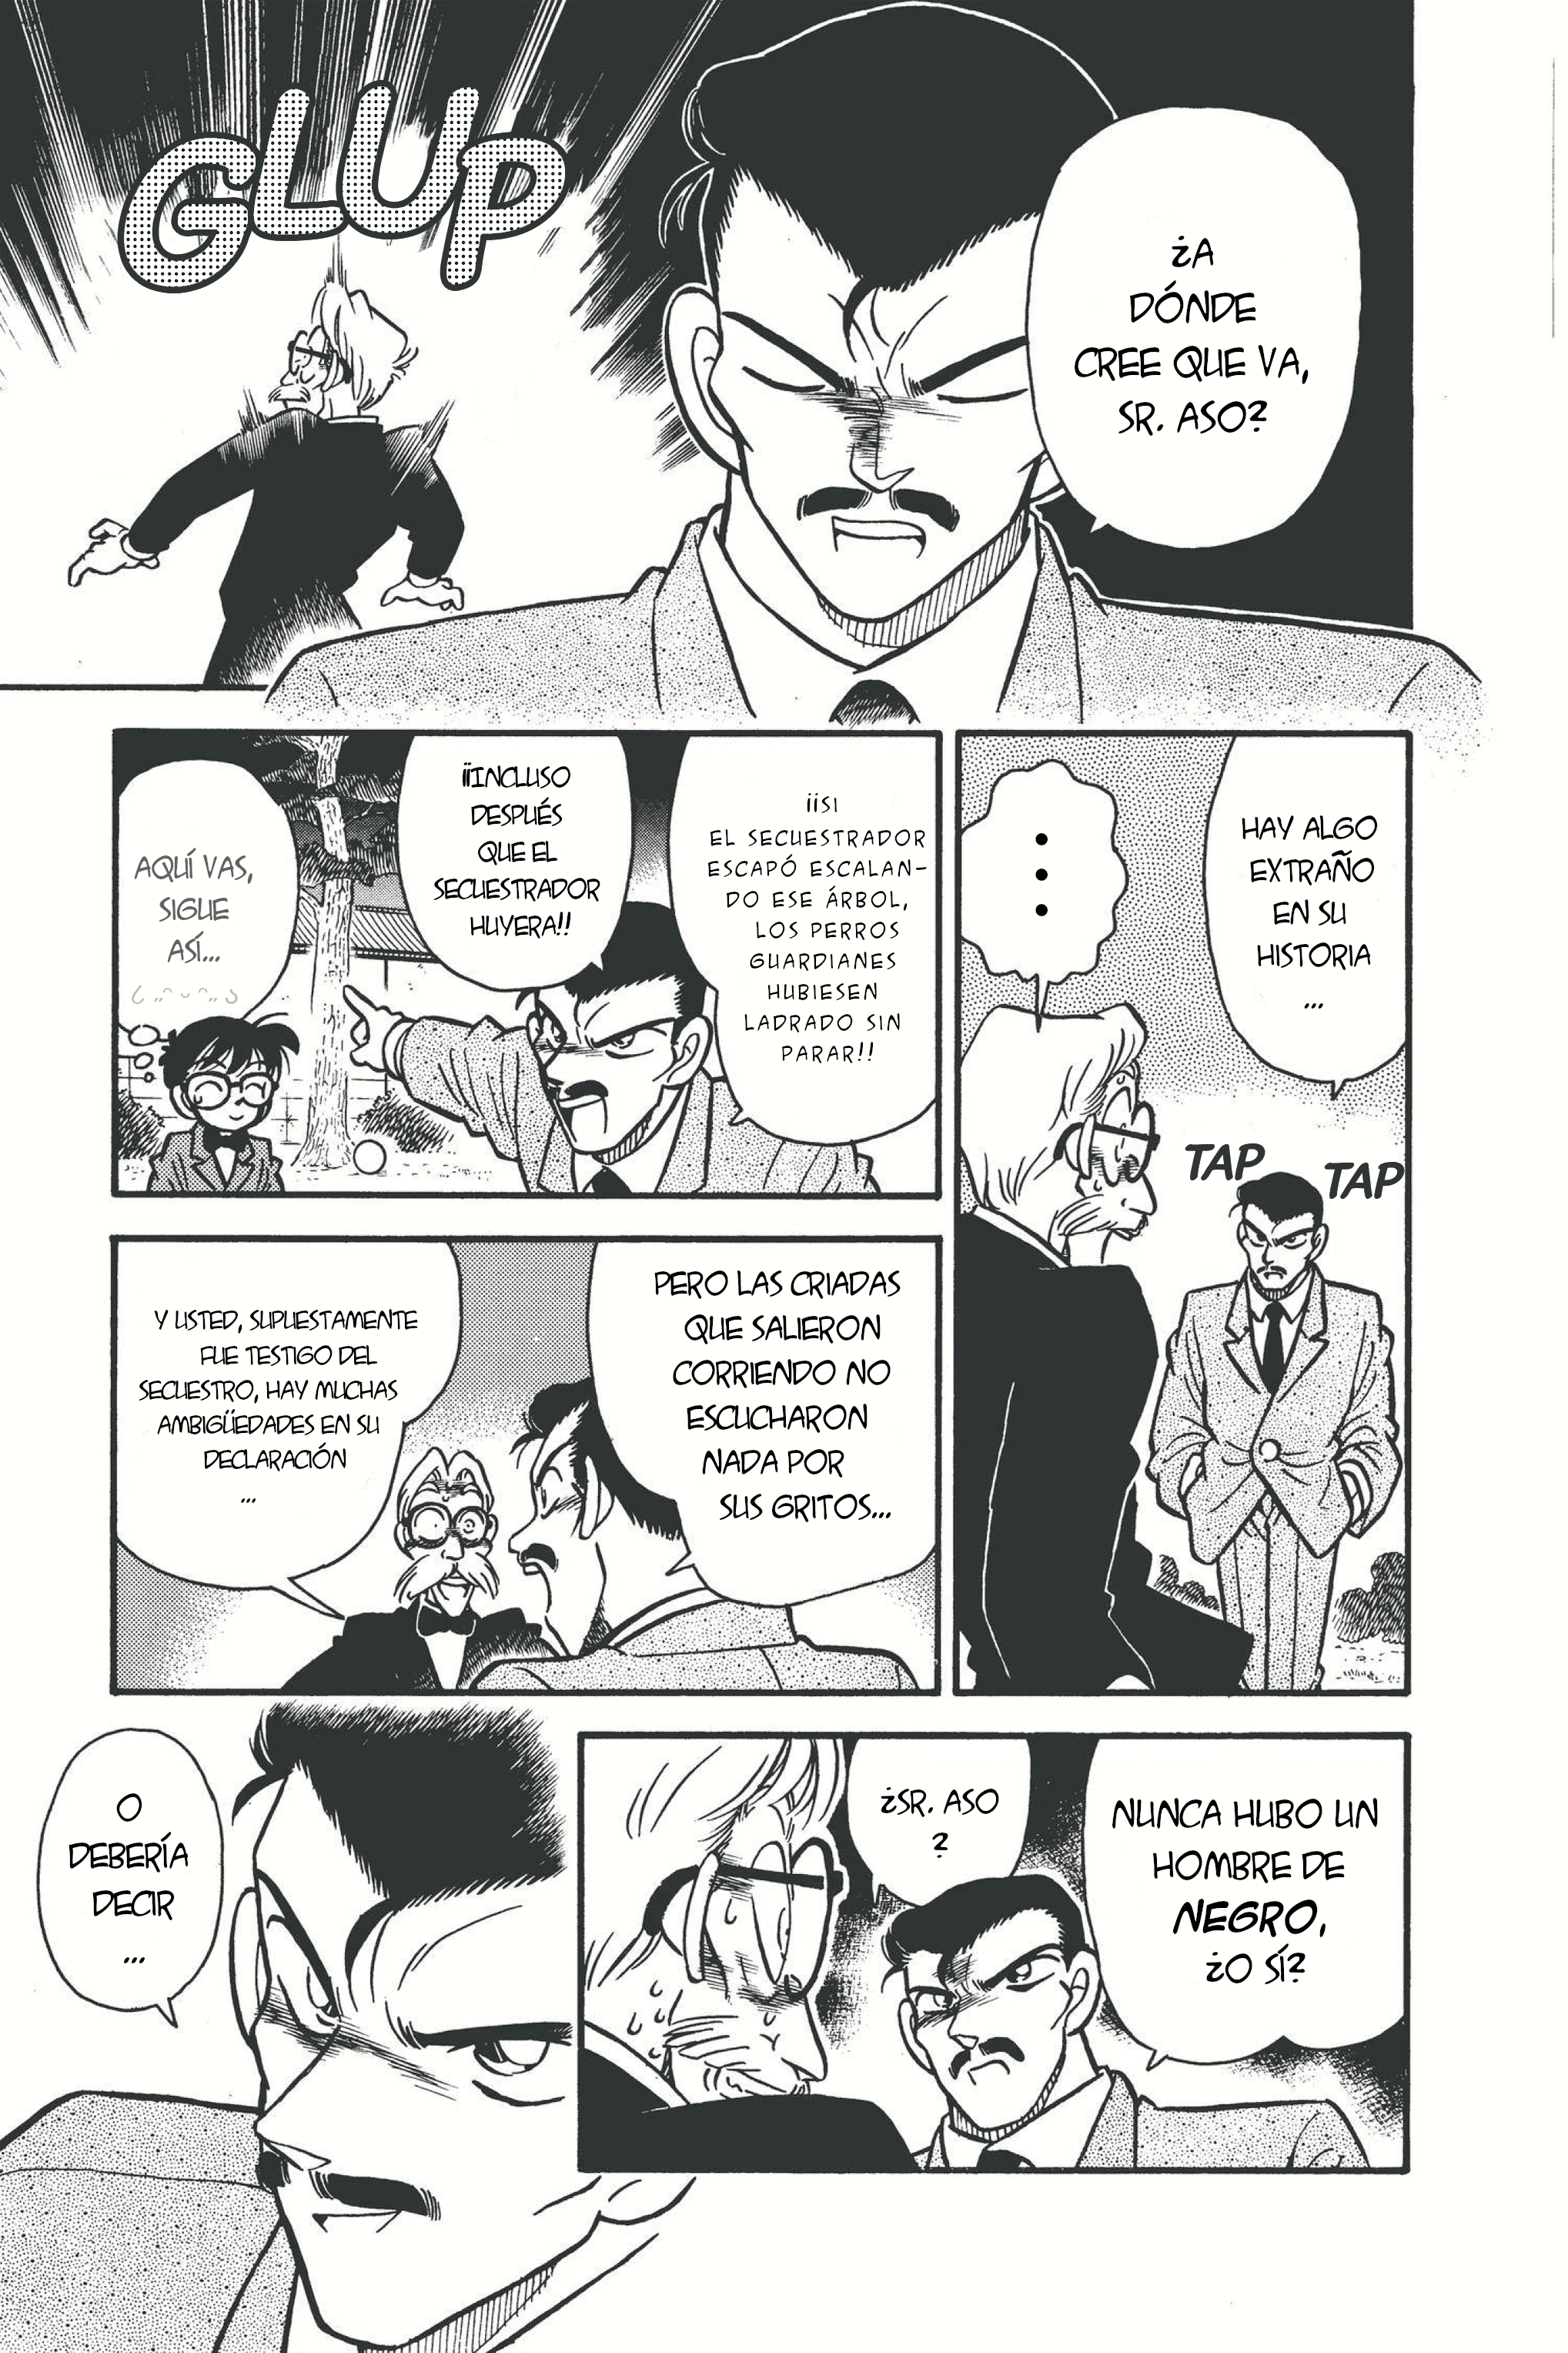 GLUP
¿A
DÓNDE
CREE QUE VA,
SR. ASO?
HAY ALGO
EXTRAÑO
EN SU
HISTORIA
...
...
TAP
TAP
¡¡SI
EL SECUESTRADOR
ESCAPÓ ESCALAN-
DO ESE ÁRBOL,
LOS PERROS
GUARDIANES
HUBIESEN
LADRADO SIN
PARAR!!
¡¡INCLUSO
DESPUÉS
QUE EL
SECUESTRADOR
HUYERA!!
AQUÍ VAS,
SIGUE
ASÍ...
PERO LAS CRIADAS
QUE SALIERON
CORRIENDO NO
ESCUCHARON
NADA POR
SUS GRITOS...
Y USTED, SUPUESTAMENTE
FUE TESTIGO DEL
SECUESTRO, HAY MUCHAS
AMBIGÜEDADES EN SU
DECLARACIÓN
...
NUNCA HUBO UN
HOMBRE DE
NEGRO,
¿O SÍ?
¿SR. ASO
?
O
DEBERÍA
DECIR
...